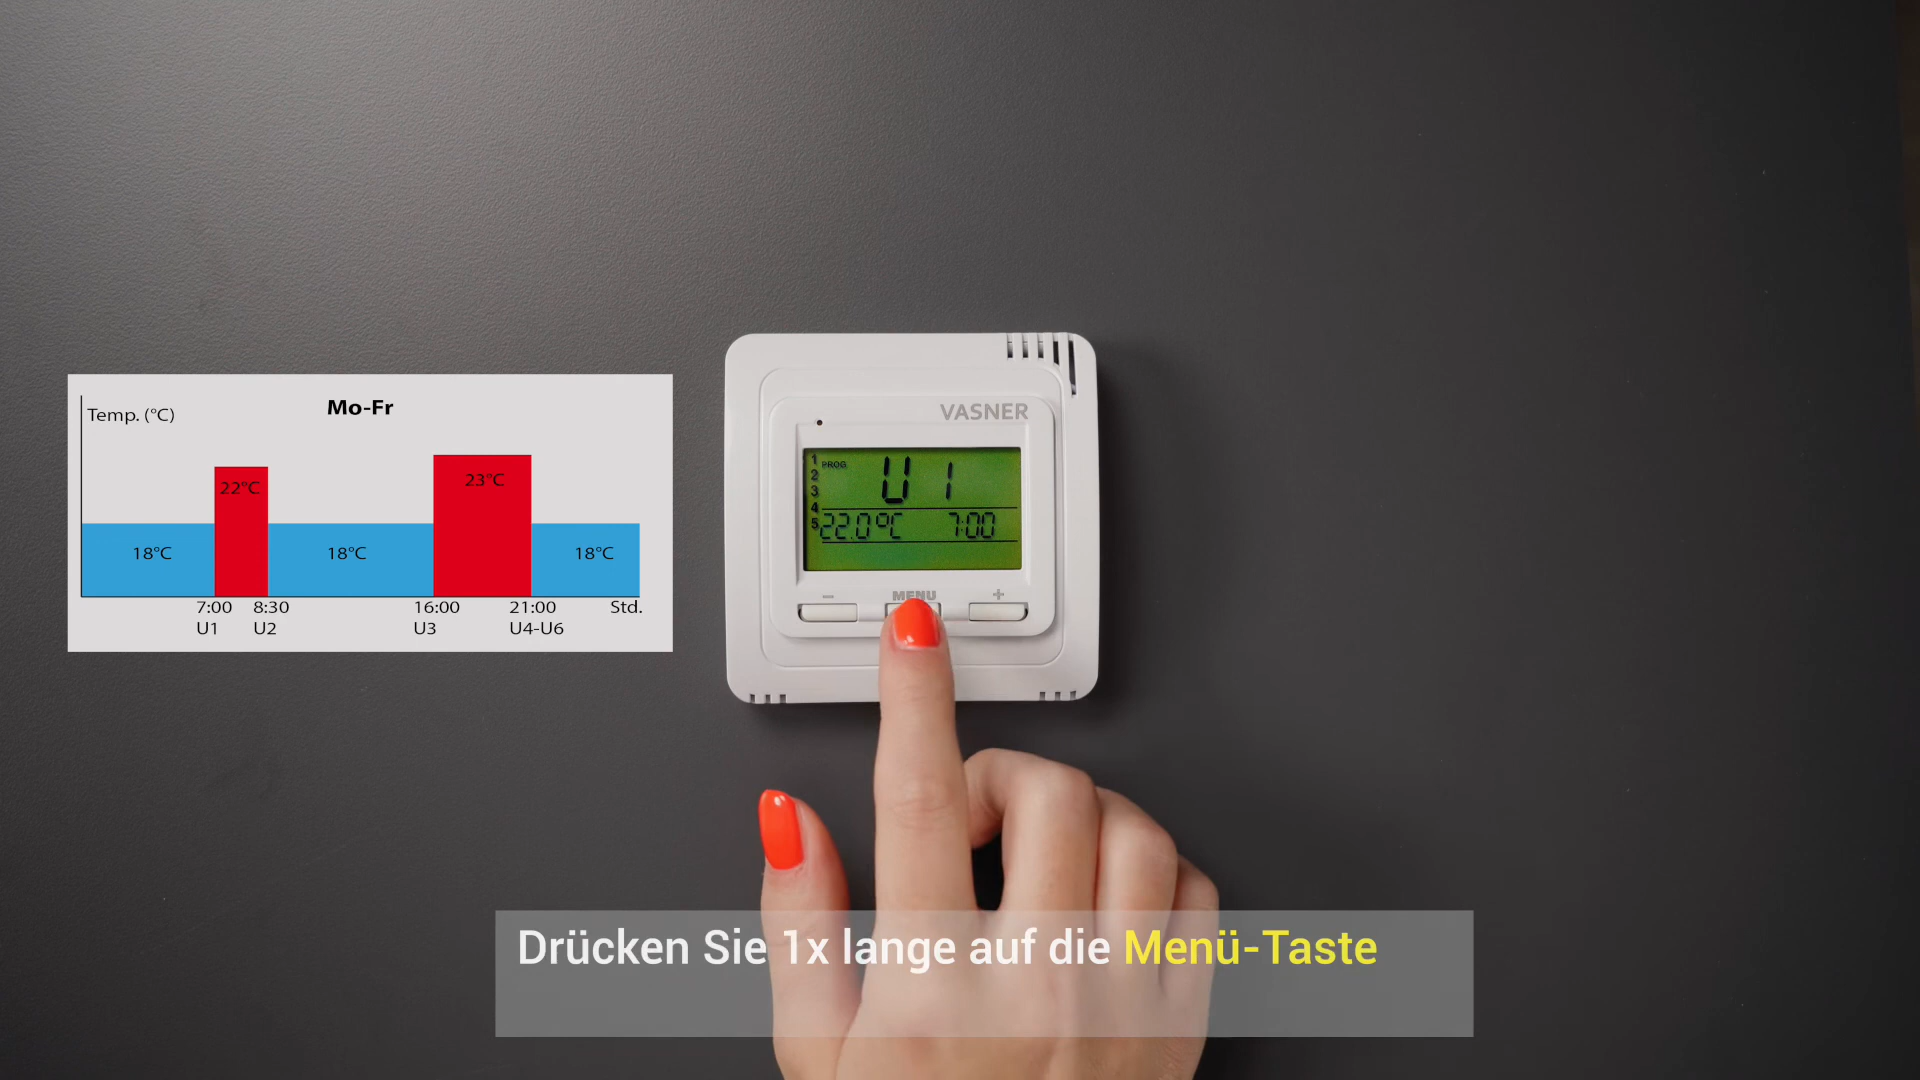 Temp. (°C)
Mo-Fr
22°C
23°C
18°C
18°C
18°C
7:00
8:30
16:00
21:00
Std.
U1
U2
U3
U4-U6
VASNER
1
2
3
4
5
PROG
U 1
22.0°C 7:00
−
MENU
+
Drücken Sie 1x lange auf die Menü-Taste